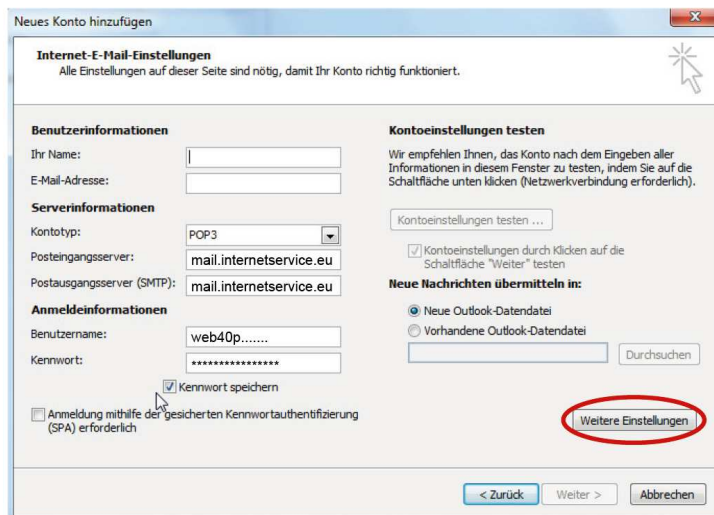 Neues Konto hinzufügen
Internet-E-Mail-Einstellungen
Alle Einstellungen auf dieser Seite sind nötig, damit Ihr Konto richtig funktioniert.
Benutzerinformationen
Ihr Name:
E-Mail-Adresse:
Serverinformationen
Kontotyp: POP3
Posteingangsserver: mail.internetservice.eu
Postausgangsserver (SMTP): mail.internetservice.eu
Anmeldeinformationen
Benutzername: web40p.......
Kennwort: ****************
Kennwort speichern
Anmeldung mithilfe der gesicherten Kennwortauthentifizierung
(SPA) erforderlich
Kontoeinstellungen testen
Wir empfehlen Ihnen, das Konto nach dem Eingeben aller
Informationen in diesem Fenster zu testen, indem Sie auf die
Schaltfläche unten klicken (Netzwerkverbindung erforderlich).
Kontoeinstellungen testen ...
Kontoeinstellungen durch Klicken auf die
Schaltfläche "Weiter" testen
Neue Nachrichten übermitteln in:
Neue Outlook-Datendatei
Vorhandene Outlook-Datendatei
Durchsuchen
Weitere Einstellungen
< Zurück
Weiter >
Abbrechen